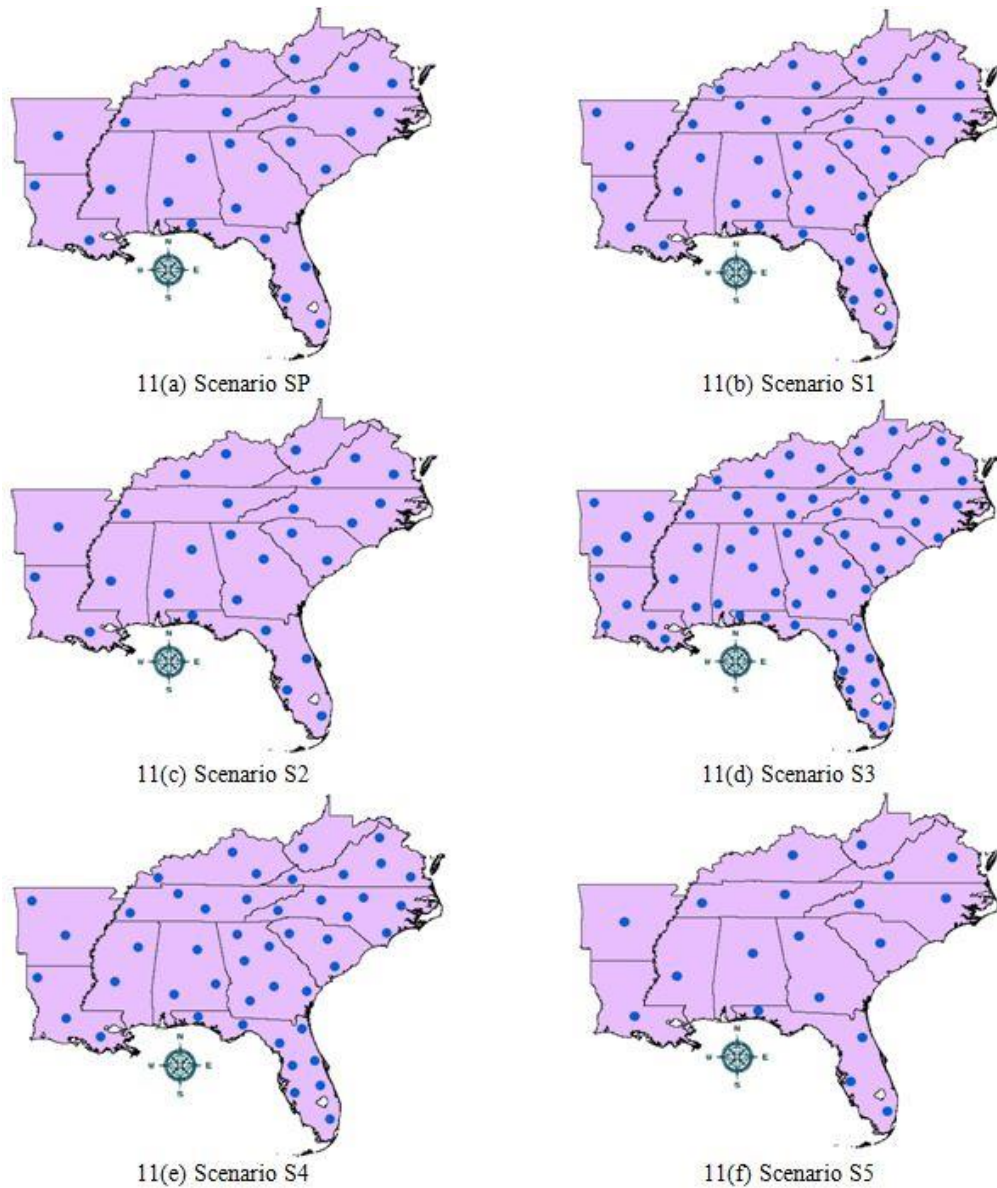 N
W E
S
11(a) Scenario SP
N
W E
S
11(b) Scenario S1
N
W E
S
11(c) Scenario S2
N
W E
S
11(d) Scenario S3
N
W E
S
11(e) Scenario S4
N
W E
S
11(f) Scenario S5